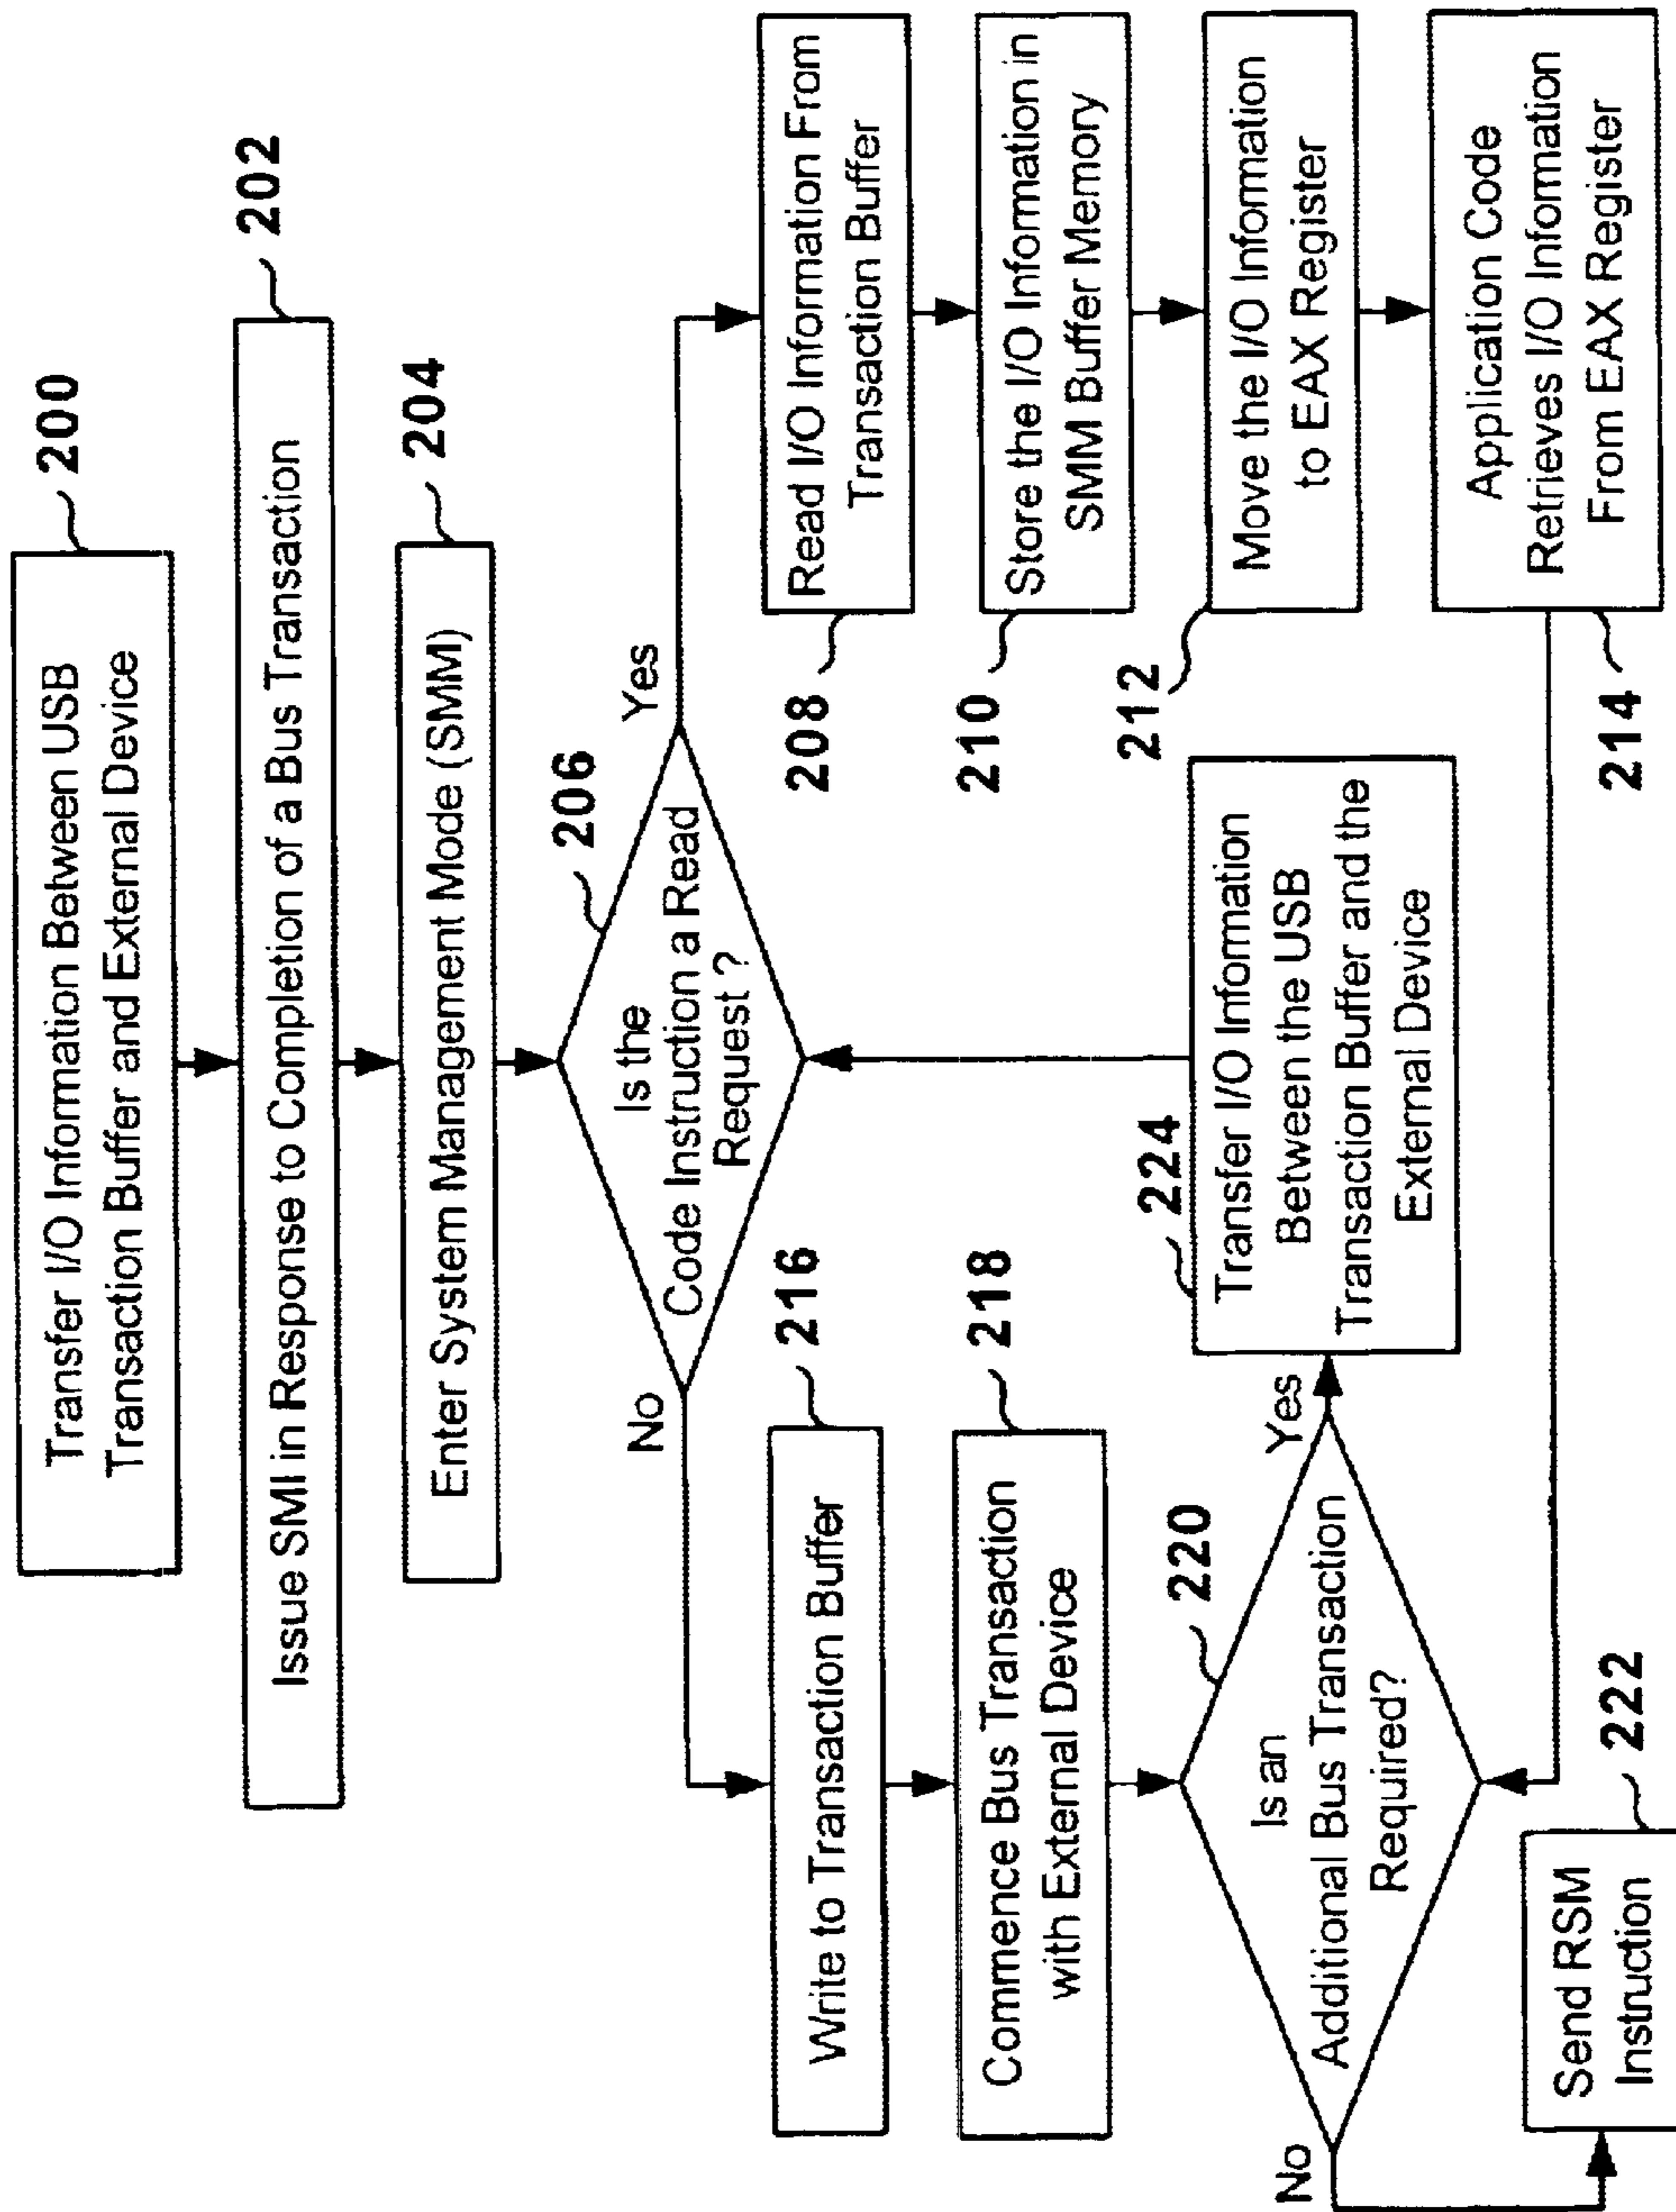 Transfer I/O Information Between USB
Transaction Buffer and External Device
200
Issue SMI in Response to Completion of a Bus Transaction
202
Enter System Management Mode (SMM)
204
Is the
Code Instruction a Read
Request ?
206
Yes
No
Read I/O Information From
Transaction Buffer
208
Store the I/O Information in
SMM Buffer Memory
210
Move the I/O Information
to EAX Register
212
Application Code
Retrieves I/O Information
From EAX Register
214
Write to Transaction Buffer
216
Commence Bus Transaction
with External Device
218
Is an
Additional Bus Transaction
Required?
220
Yes
No
Transfer I/O Information
Between the USB
Transaction Buffer and the
External Device
224
Send RSM
Instruction
222